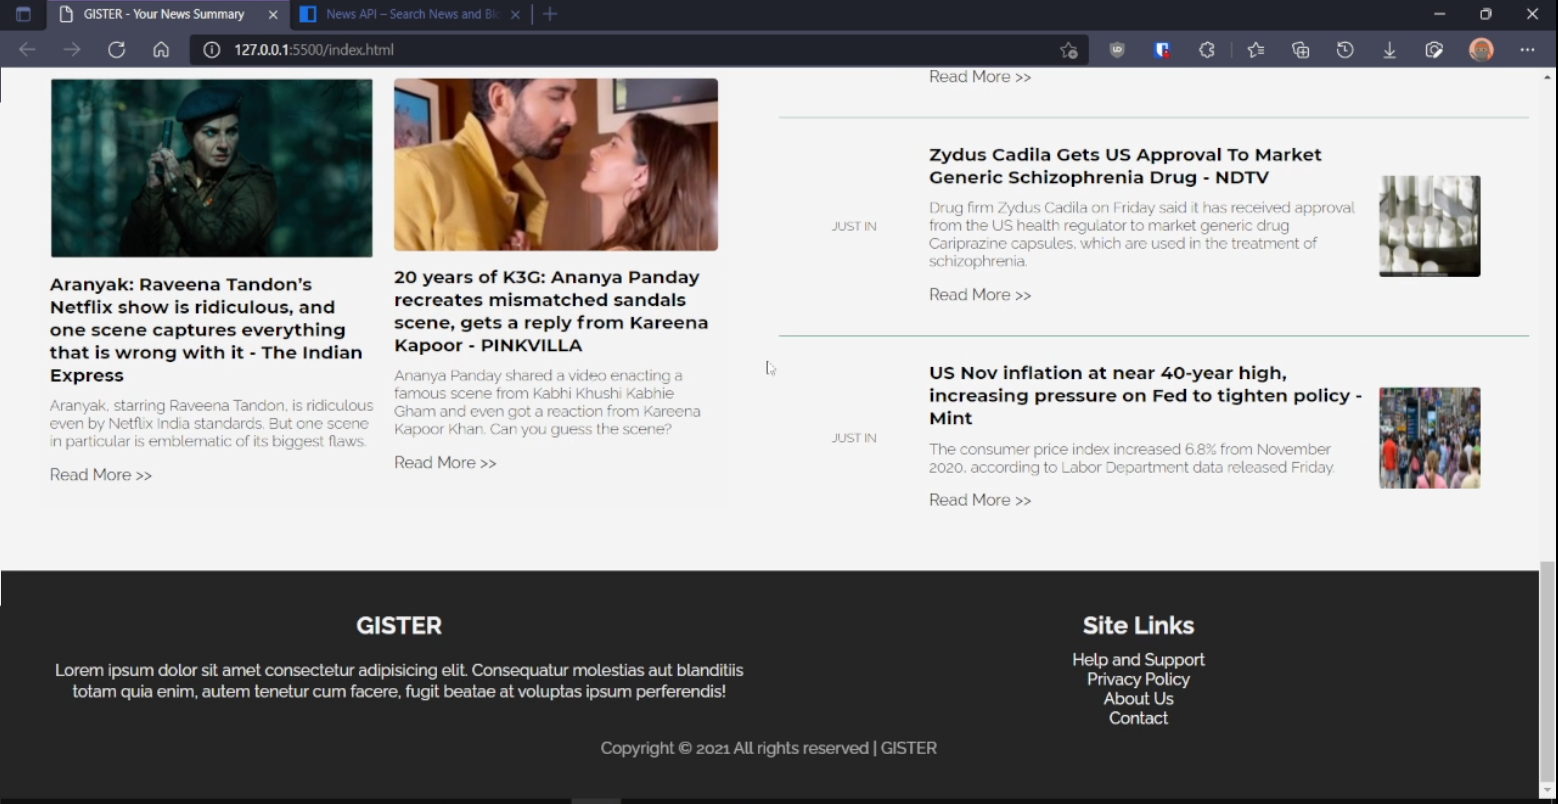 GISTER - Your News Summary
News API – Search News and Blo
127.0.0.1:5500/index.html
Aranyak: Raveena Tandon's
Netflix show is ridiculous, and
one scene captures everything
that is wrong with it - The Indian
Express
Aranyak, starring Raveena Tandon, is ridiculous
even by Netflix India standards. But one scene
in particular is emblematic of its biggest flaws.
Read More >>
20 years of K3G: Ananya Panday
recreates mismatched sandals
scene, gets a reply from Kareena
Kapoor - PINKVILLA
Ananya Panday shared a video enacting a
famous scene from Kabhi Khushi Kabhie
Gham and even got a reaction from Kareena
Kapoor Khan. Can you guess the scene?
Read More >>
Read More >>
JUST IN
Zydus Cadila Gets US Approval To Market
Generic Schizophrenia Drug - NDTV
Drug firm Zydus Cadila on Friday said it has received approval
from the US health regulator to market generic drug
Cariprazine capsules, which are used in the treatment of
schizophrenia.
Read More >>
JUST IN
US Nov inflation at near 40-year high,
increasing pressure on Fed to tighten policy -
Mint
The consumer price index increased 6.8% from November
2020, according to Labor Department data released Friday.
Read More >>
GISTER
Lorem ipsum dolor sit amet consectetur adipisicing elit. Consequatur molestias aut blanditiis
totam quia enim, autem tenetur cum facere, fugit beatae at voluptas ipsum perferendis!
Site Links
Help and Support
Privacy Policy
About Us
Contact
Copyright © 2021 All rights reserved | GISTER